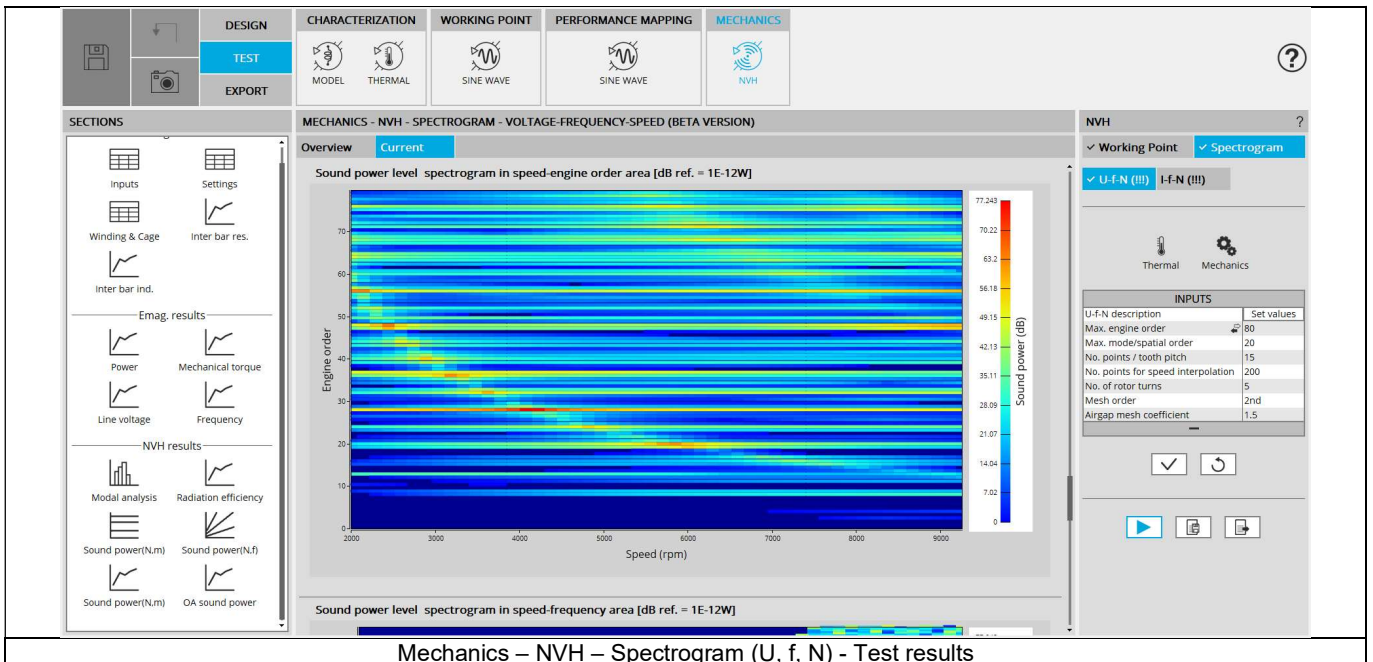 DESIGN
TEST
EXPORT
CHARACTERIZATION
MODEL THERMAL
WORKING POINT
SINE WAVE
PERFORMANCE MAPPING
SINE WAVE
MECHANICS
NVH
?
SECTIONS
Inputs Settings
Winding & Cage Inter bar res.
Inter bar ind.
Emag. results
Power Mechanical torque
Line voltage Frequency
NVH results
Modal analysis Radiation efficiency
Sound power(N,m) Sound power(N,f)
Sound power(N,m) OA sound power
MECHANICS - NVH - SPECTROGRAM - VOLTAGE-FREQUENCY-SPEED (BETA VERSION)
Overview Current
Sound power level spectrogram in speed-engine order area [dB ref. = 1E-12W]
Engine order
70
60
50
40
30
20
10
0
2000 3000 4000 5000 6000 7000 8000 9000
Speed (rpm)
77.243
70.22
63.2
56.18
49.15
42.13
35.11
28.09
21.07
14.04
7.02
0
Sound power (dB)
Sound power level spectrogram in speed-frequency area [dB ref. = 1E-12W]
NVH ?
Working Point Spectrogram
U-f-N (!!!) I-f-N (!!!)
Thermal Mechanics
INPUTS
U-f-N description Set values
Max. engine order 80
Max. mode/spatial order 20
No. points / tooth pitch 15
No. points for speed interpolation 200
No. of rotor turns 5
Mesh order 2nd
Airgap mesh coefficient 1.5
Mechanics – NVH – Spectrogram (U, f, N) - Test results